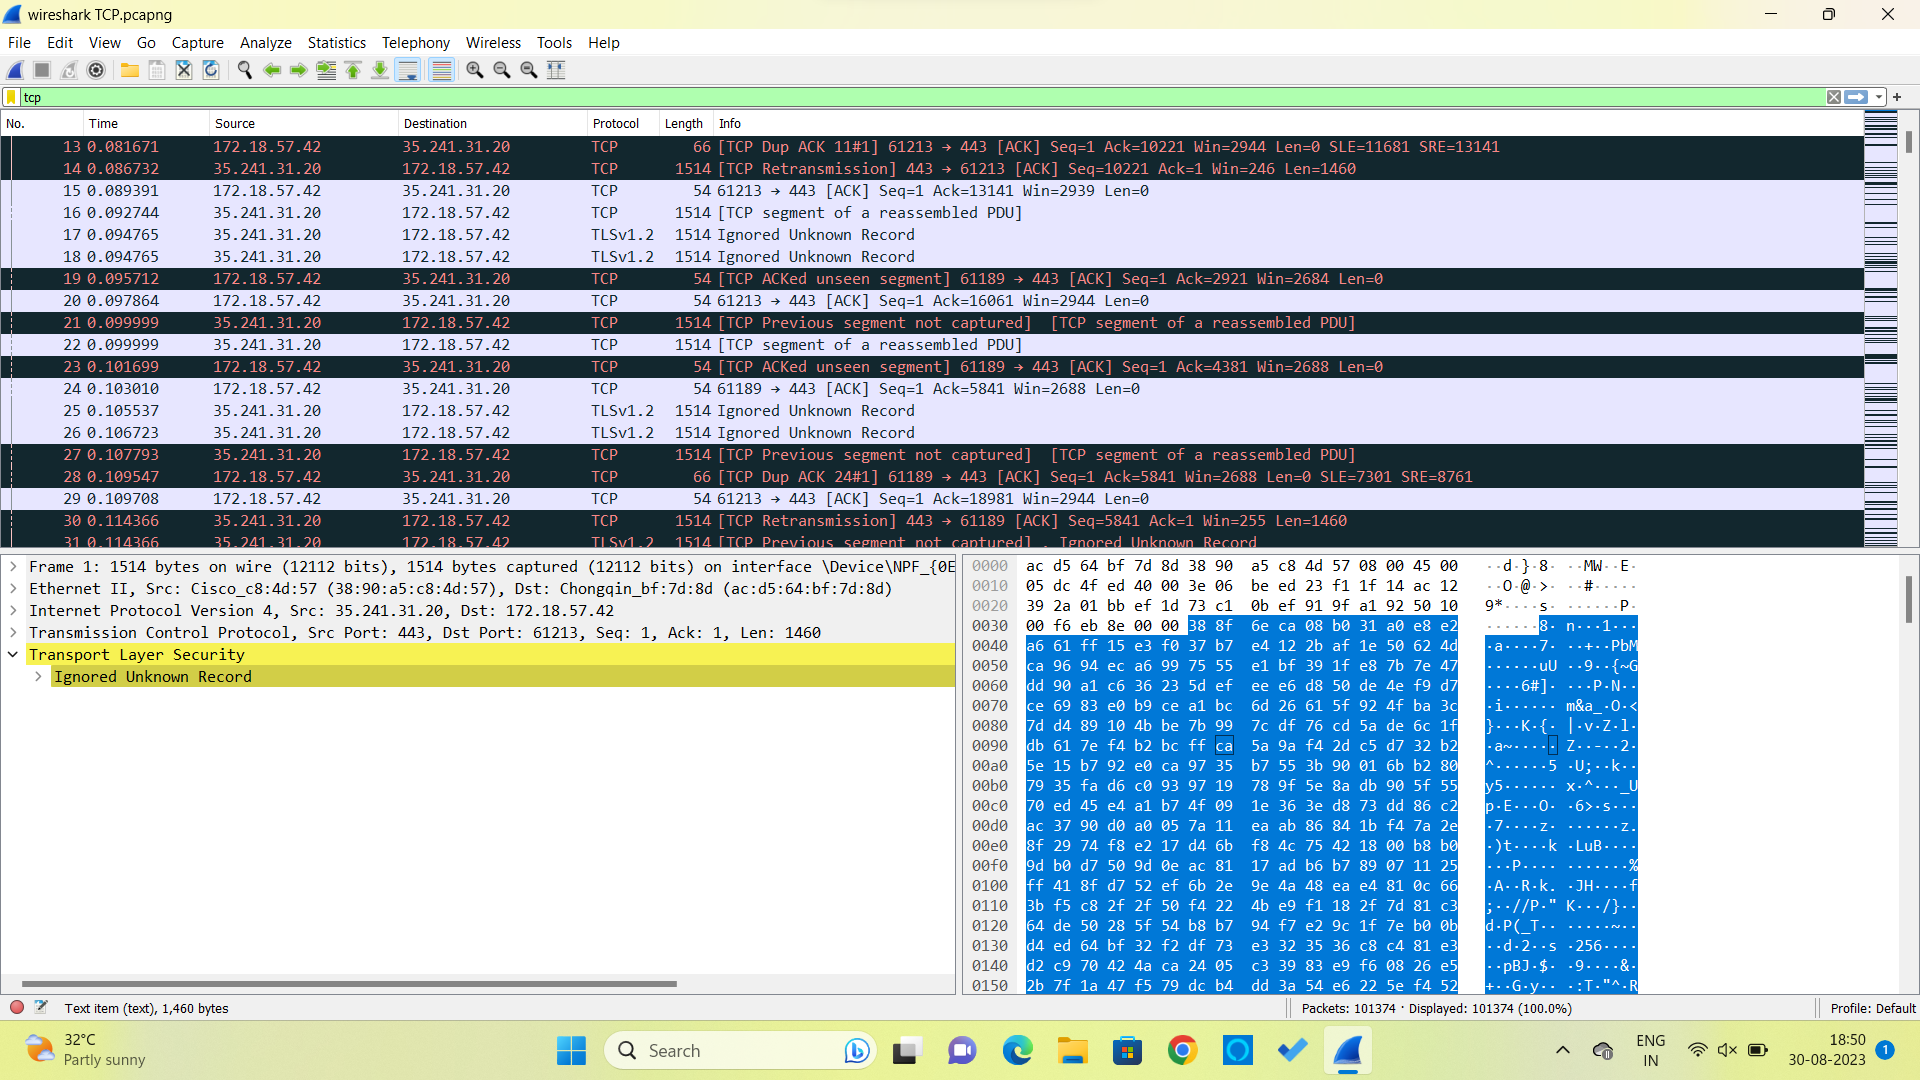 wireshark TCP.pcapng
File Edit View Go Capture Analyze Statistics Telephony Wireless Tools Help
tcp
No. Time Source Destination Protocol Length Info
13 0.081671 172.18.57.42 35.241.31.20 TCP 66 [TCP Dup ACK 11#1] 61213 → 443 [ACK] Seq=1 Ack=10221 Win=2944 Len=0 SLE=11681 SRE=13141
14 0.086732 35.241.31.20 172.18.57.42 TCP 1514 [TCP Retransmission] 443 → 61213 [ACK] Seq=10221 Ack=1 Win=246 Len=1460
15 0.089391 172.18.57.42 35.241.31.20 TCP 54 61213 → 443 [ACK] Seq=1 Ack=13141 Win=2939 Len=0
16 0.092744 35.241.31.20 172.18.57.42 TCP 1514 [TCP segment of a reassembled PDU]
17 0.094765 35.241.31.20 172.18.57.42 TLSv1.2 1514 Ignored Unknown Record
18 0.094765 35.241.31.20 172.18.57.42 TLSv1.2 1514 Ignored Unknown Record
19 0.095712 172.18.57.42 35.241.31.20 TCP 54 [TCP ACKed unseen segment] 61189 → 443 [ACK] Seq=1 Ack=2921 Win=2684 Len=0
20 0.097864 172.18.57.42 35.241.31.20 TCP 54 61213 → 443 [ACK] Seq=1 Ack=16061 Win=2944 Len=0
21 0.099999 35.241.31.20 172.18.57.42 TCP 1514 [TCP Previous segment not captured] [TCP segment of a reassembled PDU]
22 0.099999 35.241.31.20 172.18.57.42 TCP 1514 [TCP segment of a reassembled PDU]
23 0.101699 172.18.57.42 35.241.31.20 TCP 54 [TCP ACKed unseen segment] 61189 → 443 [ACK] Seq=1 Ack=4381 Win=2688 Len=0
24 0.103010 172.18.57.42 35.241.31.20 TCP 54 61189 → 443 [ACK] Seq=1 Ack=5841 Win=2688 Len=0
25 0.105537 35.241.31.20 172.18.57.42 TLSv1.2 1514 Ignored Unknown Record
26 0.106723 35.241.31.20 172.18.57.42 TLSv1.2 1514 Ignored Unknown Record
27 0.107793 35.241.31.20 172.18.57.42 TCP 1514 [TCP Previous segment not captured] [TCP segment of a reassembled PDU]
28 0.109547 172.18.57.42 35.241.31.20 TCP 66 [TCP Dup ACK 24#1] 61189 → 443 [ACK] Seq=1 Ack=5841 Win=2688 Len=0 SLE=7301 SRE=8761
29 0.109708 172.18.57.42 35.241.31.20 TCP 54 61213 → 443 [ACK] Seq=1 Ack=18981 Win=2944 Len=0
30 0.114366 35.241.31.20 172.18.57.42 TCP 1514 [TCP Retransmission] 443 → 61189 [ACK] Seq=5841 Ack=1 Win=255 Len=1460
31 0.114366 35.241.31.20 172.18.57.42 TLSv1.2 1514 [TCP Previous segment not captured] , Ignored Unknown Record
Frame 1: 1514 bytes on wire (12112 bits), 1514 bytes captured (12112 bits) on interface \Device\NPF_{0E
Ethernet II, Src: Cisco_c8:4d:57 (38:90:a5:c8:4d:57), Dst: Chongqin_bf:7d:8d (ac:d5:64:bf:7d:8d)
Internet Protocol Version 4, Src: 35.241.31.20, Dst: 172.18.57.42
Transmission Control Protocol, Src Port: 443, Dst Port: 61213, Seq: 1, Ack: 1, Len: 1460
Transport Layer Security
Ignored Unknown Record
0000 ac d5 64 bf 7d 8d 38 90 a5 c8 4d 57 08 00 45 00 ··d·}·8· ··MW··E·
0010 05 dc 4f ed 40 00 3e 06 be ed 23 f1 1f 14 ac 12 ··O·@·>· ··#·····
0020 39 2a 01 bb ef 1d 73 c1 0b ef 91 9f a1 92 50 10 9*····s· ······P·
0030 00 f6 eb 8e 00 00 38 8f 6e ca 08 b0 31 a0 e8 e2 ······8· n···1···
0040 a6 61 ff 15 e3 f0 37 b7 e4 12 2b af 1e 50 62 4d ·a····7· ··+··PbM
0050 ca 96 94 ec a6 99 75 55 e1 bf 39 1f e8 7b 7e 47 ······uU ··9··{~G
0060 dd 90 a1 c6 36 23 5d ef ee e6 d8 50 de 4e f9 d7 ····6#]· ···P·N··
0070 ce 69 83 e0 b9 ce a1 bc 6d 26 61 5f 92 4f ba 3c ·i······ m&a_·O·<
0080 7d d4 89 10 4b be 7b 99 7c df 76 cd 5a de 6c 1f }···K·{· |·v·Z·l·
0090 db 61 7e f4 b2 bc ff ca 5a 9a f4 2d c5 d7 32 b2 ·a~····· Z··-··2·
00a0 5e 15 b7 92 e0 ca 97 35 b7 55 3b 90 01 6b b2 80 ^······5 ·U;··k··
00b0 79 35 fa d6 c0 93 97 19 78 9f 5e 8a db 90 5f 55 y5······ x·^···_U
00c0 70 ed 45 e4 a1 b7 4f 09 1e 36 3e d8 73 dd 86 c2 p·E···O· ·6>·s···
00d0 ac 37 90 d0 a0 05 7a 11 ea ab 86 84 1b f4 7a 2e ·7····z· ······z.
00e0 8f 29 74 f8 e2 17 d4 6b f8 4c 75 42 18 00 b8 b0 ·)t····k ·LuB····
00f0 9d b0 d7 50 9d 0e ac 81 17 ad b6 b7 89 07 11 25 ···P···· ·······%
0100 ff 41 8f d7 52 ef 6b 2e 9e 4a 48 ea e4 81 0c 66 ·A··R·k. ·JH····f
0110 3b f5 c8 2f 2f 50 f4 22 4b e9 f1 18 2f 7d 81 c3 ;··//P·" K···/}··
0120 64 de 50 28 5f 54 b8 b7 94 f7 e2 9c 1f 7e b0 0b d·P(_T·· ·····~··
0130 d4 ed 64 bf 32 f2 df 73 e3 32 35 36 c8 c4 81 e3 ··d·2··s ·256····
0140 d2 c9 70 42 4a ca 24 05 c3 39 83 e9 f6 08 26 e5 ··pBJ·$· ·9····&·
0150 2b 7f 1a 47 f5 79 dc b4 dd 3a 54 e6 22 5e f4 52 +··G·y·· ·:T·"^·R
Text item (text), 1,460 bytes
Packets: 101374 · Displayed: 101374 (100.0%)
Profile: Default
32°C
Partly sunny
Search
ENG
IN
18:50
30-08-2023
1